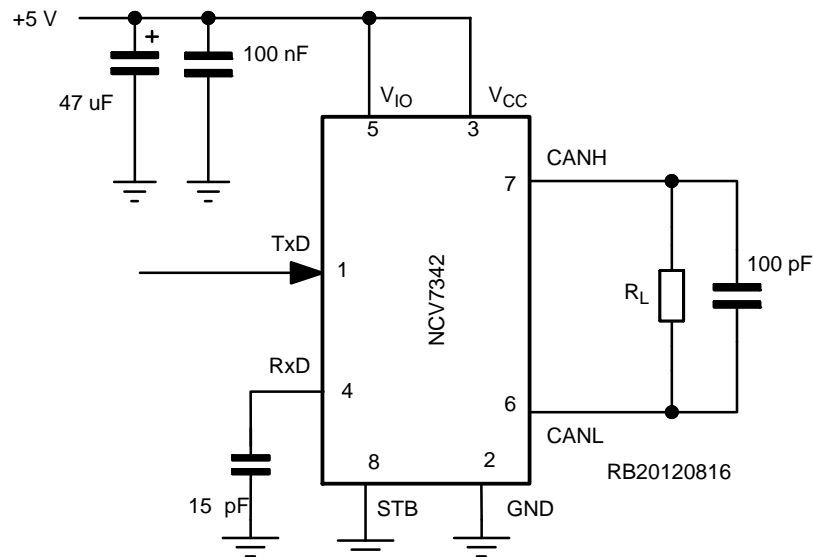 +5 V
+
100 nF
47 uF
V_IO
V_CC
5
3
CANH
7
TxD
1
NCV7342
R_L
100 pF
RxD
4
6
CANL
8
2
RB20120816
15 pF
STB
GND